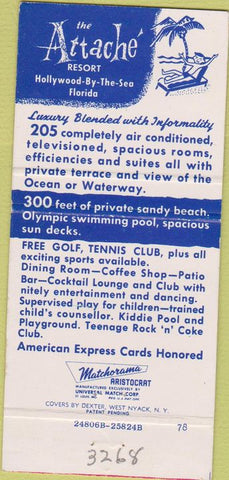 the
Attaché
RESORT
Hollywood-By-The-Sea
Florida
Luxury Blended with Informality
205 completely air conditioned,
televisioned, spacious rooms,
efficiencies and suites all with
private terrace and view of the
Ocean or Waterway.
300 feet of private sandy beach.
Olympic swimming pool, spacious
sun decks.
FREE GOLF, TENNIS CLUB, plus all
exciting sports available.
Dining Room—Coffee Shop—Patio
Bar—Cocktail Lounge and Club with
nitely entertainment and dancing.
Supervised play for children—trained
child's counsellor. Kiddie Pool and
Playground. Teenage Rock 'n' Coke
Club.
American Express Cards Honored
Matchorama
ARISTOCRAT
MANUFACTURED EXCLUSIVELY BY
UNIVERSAL MATCH CORP.
COVERS BY DEXTER, WEST NYACK, N. Y.
PATENT PENDING
24806B-25824B 78
3268